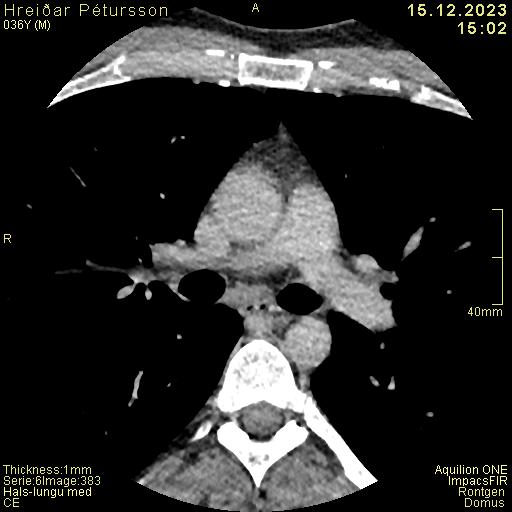 Hreiðar Pétursson
036Y (M)
A
15.12.2023
15:02
R
40mm
Thickness:1mm
Serie:6Image:383
Hals-lungu med
CE
Aquilion ONE
ImpacsFIR
Rontgen
Domus